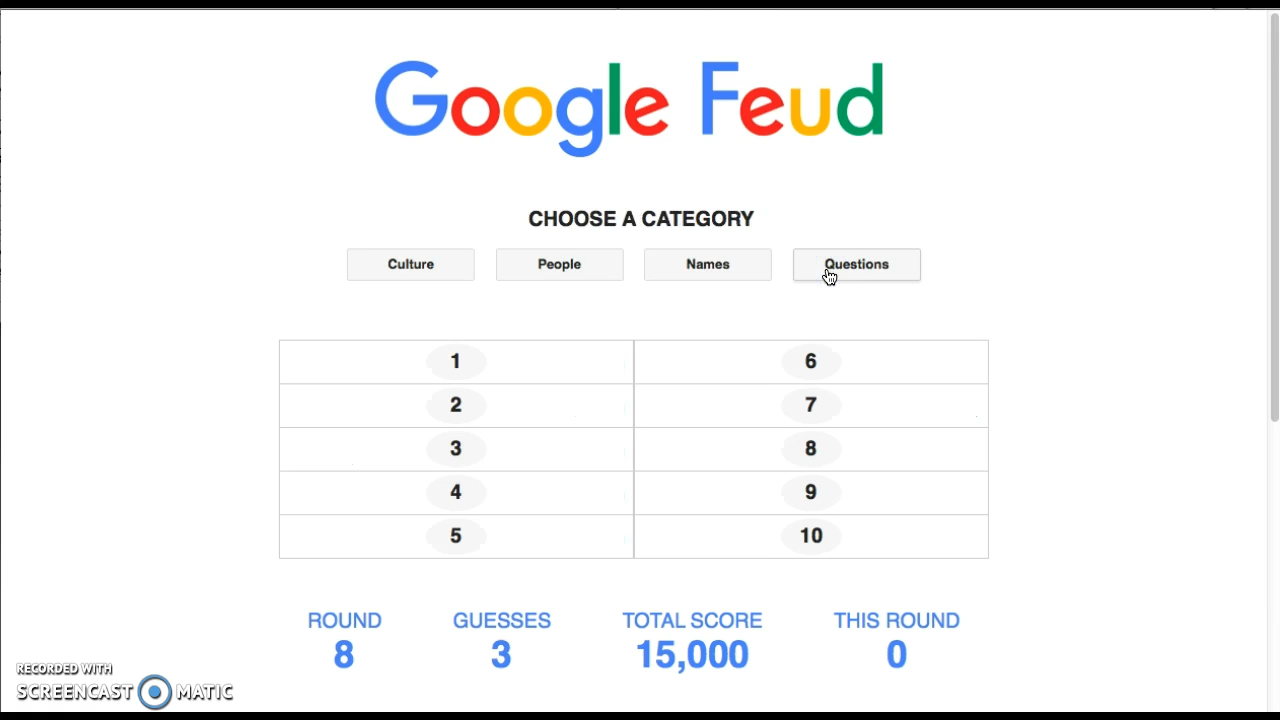 Google Feud
CHOOSE A CATEGORY
Culture People Names Questions
1 6
2 7
3 8
4 9
5 10
ROUND GUESSES TOTAL SCORE THIS ROUND
8 3 15,000 0
RECORDED WITH
SCREENCAST MATIC